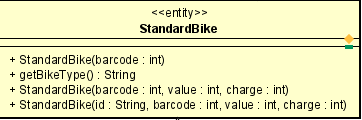 <<entity>>
StandardBike
+ StandardBike(barcode : int)
+ getBikeType() : String
+ StandardBike(barcode : int, value : int, charge : int)
+ StandardBike(id : String, barcode : int, value : int, charge : int)